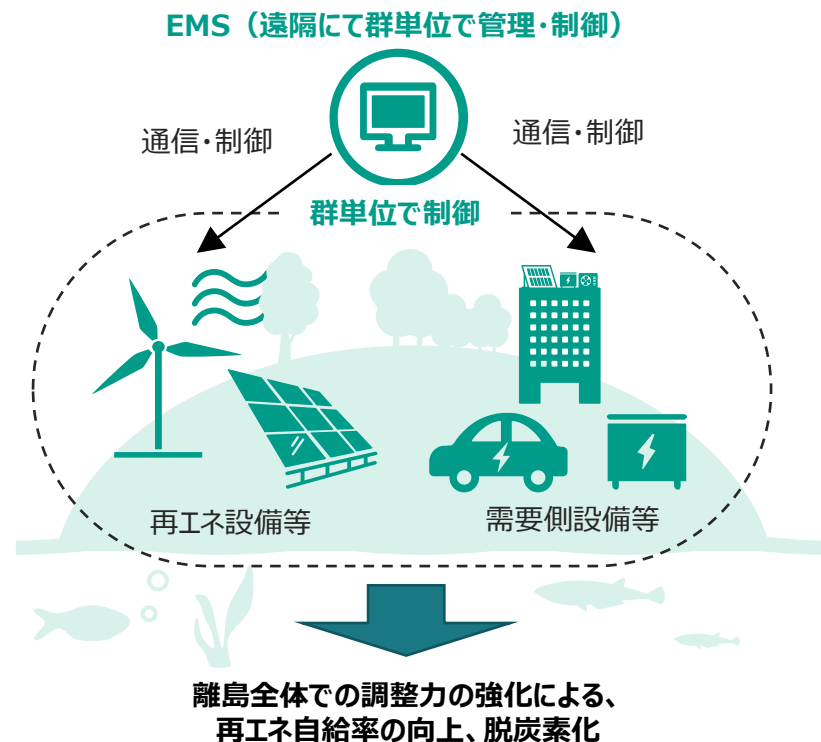 EMS（遠隔にて群単位で管理・制御）
通信・制御
通信・制御
群単位で制御
再エネ設備等
需要側設備等
離島全体での調整力の強化による、
再エネ自給率の向上、脱炭素化